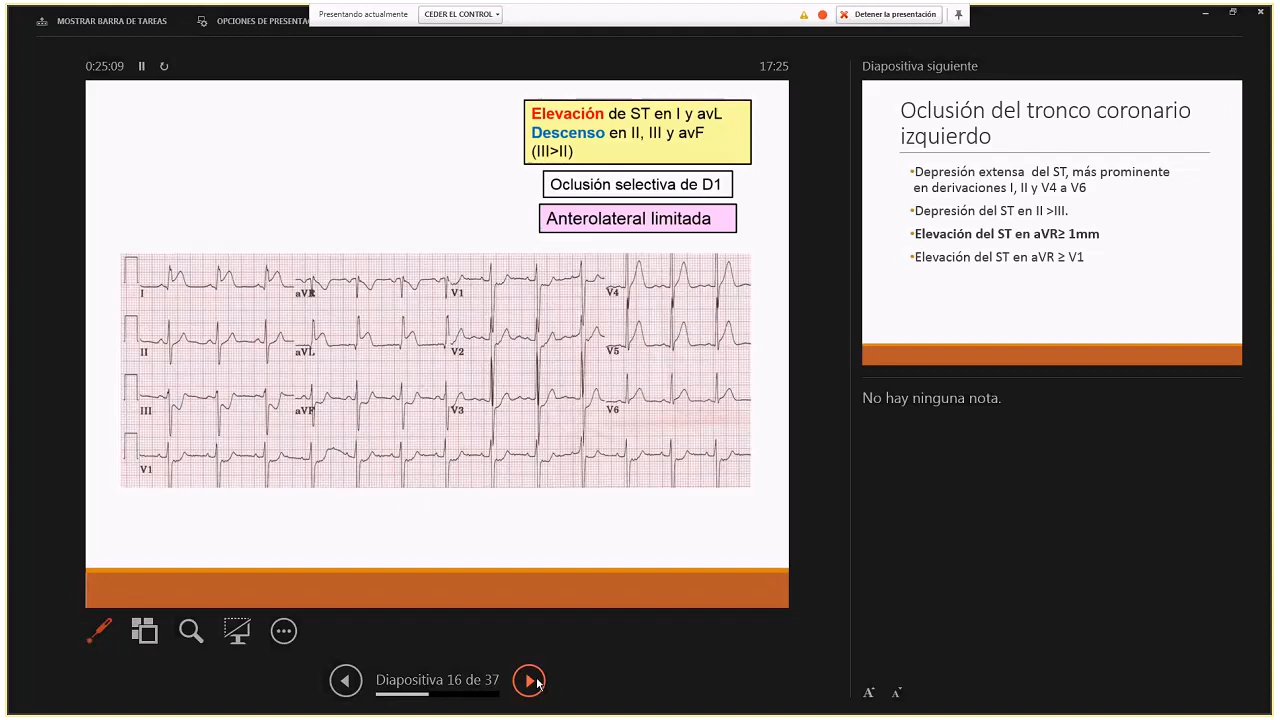 MOSTRAR BARRA DE TAREAS
OPCIONES DE PRESENTA
Presentando actualmente
CEDER EL CONTROL
Detener la presentación
0:25:09
17:25
Elevación de ST en I y avL
Descenso en II, III y avF
(III>II)
Oclusión selectiva de D1
Anterolateral limitada
I
aVR
V1
V4
II
aVL
V2
V5
III
aVF
V3
V6
V1
Diapositiva 16 de 37
Diapositiva siguiente
Oclusión del tronco coronario
izquierdo
•Depresión extensa del ST, más prominente
en derivaciones I, II y V4 a V6
•Depresión del ST en II >III.
•Elevación del ST en aVR≥ 1mm
•Elevación del ST en aVR ≥ V1
No hay ninguna nota.
A A